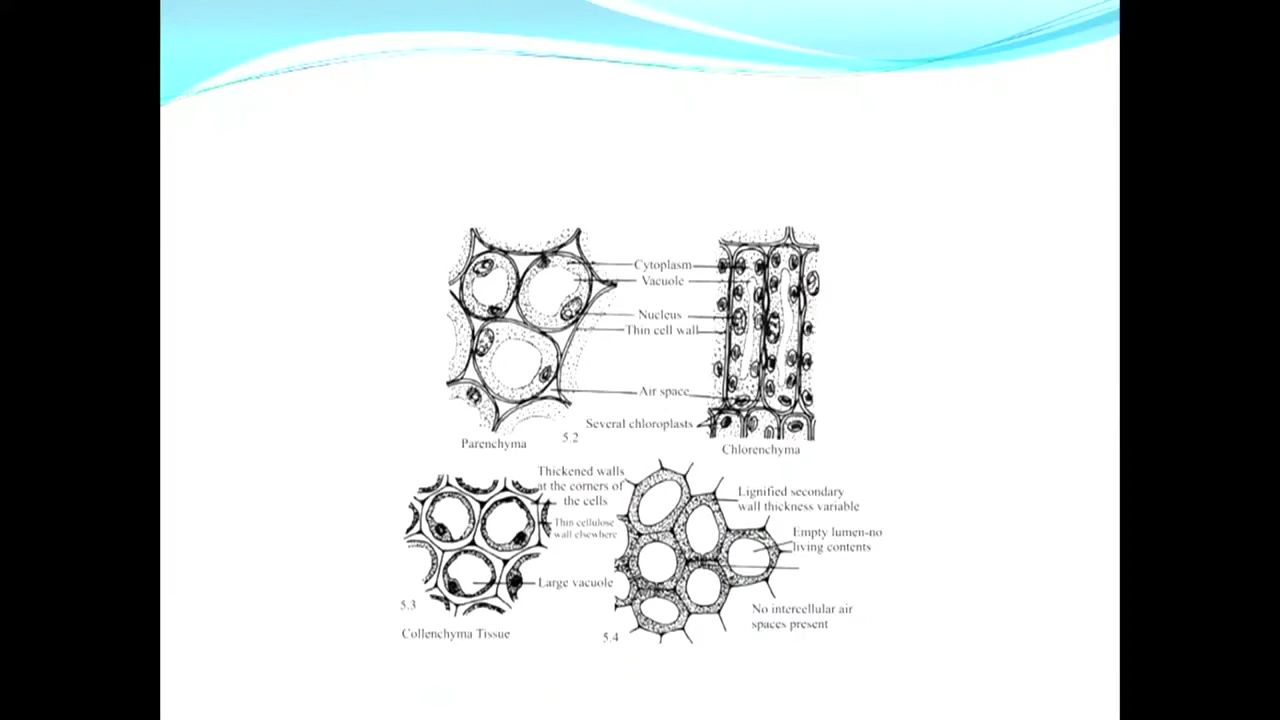 Cytoplasm
Vacuole
Nucleus
Thin cell wall
Air space
Several chloroplasts
Parenchyma
5.2
Chlorenchyma
Thickened walls
at the corners of
the cells
Thin cellulose
wall elsewhere
Large vacuole
5.3
Collenchyma Tissue
Lignified secondary
wall thickness variable
Empty lumen-no
living contents
No intercellular air
spaces present
5.4